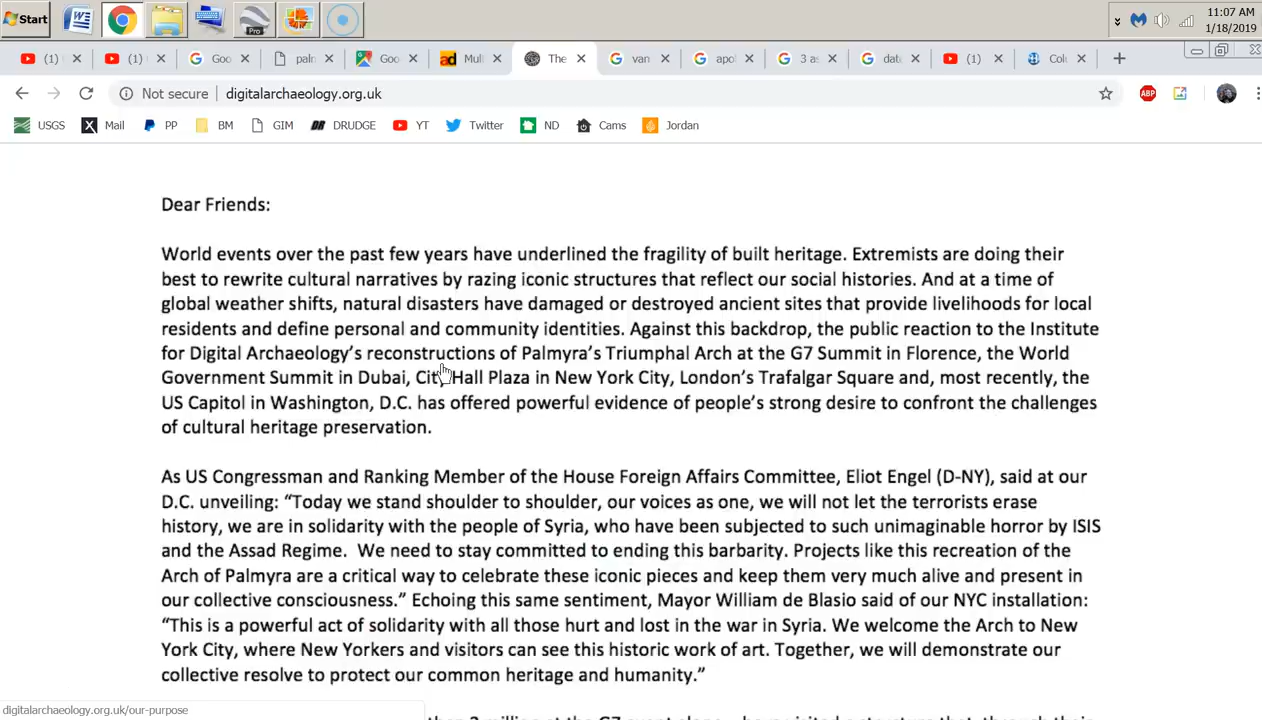 Start
11:07 AM
1/18/2019
(1)
(1)
Goo
palm
Goo
Mul
The
van
apol
3 as
date
(1)
Colu
Not secure
digitalarchaeology.org.uk
ABP
USGS
Mail
PP
BM
GIM
DRUDGE
YT
Twitter
ND
Cams
Jordan
Dear Friends:
World events over the past few years have underlined the fragility of built heritage. Extremists are doing their
best to rewrite cultural narratives by razing iconic structures that reflect our social histories. And at a time of
global weather shifts, natural disasters have damaged or destroyed ancient sites that provide livelihoods for local
residents and define personal and community identities. Against this backdrop, the public reaction to the Institute
for Digital Archaeology’s reconstructions of Palmyra’s Triumphal Arch at the G7 Summit in Florence, the World
Government Summit in Dubai, City Hall Plaza in New York City, London’s Trafalgar Square and, most recently, the
US Capitol in Washington, D.C. has offered powerful evidence of people’s strong desire to confront the challenges
of cultural heritage preservation.
As US Congressman and Ranking Member of the House Foreign Affairs Committee, Eliot Engel (D-NY), said at our
D.C. unveiling: “Today we stand shoulder to shoulder, our voices as one, we will not let the terrorists erase
history, we are in solidarity with the people of Syria, who have been subjected to such unimaginable horror by ISIS
and the Assad Regime. We need to stay committed to ending this barbarity. Projects like this recreation of the
Arch of Palmyra are a critical way to celebrate these iconic pieces and keep them very much alive and present in
our collective consciousness.” Echoing this same sentiment, Mayor William de Blasio said of our NYC installation:
“This is a powerful act of solidarity with all those hurt and lost in the war in Syria. We welcome the Arch to New
York City, where New Yorkers and visitors can see this historic work of art. Together, we will demonstrate our
collective resolve to protect our common heritage and humanity.”
digitalarchaeology.org.uk/our-purpose